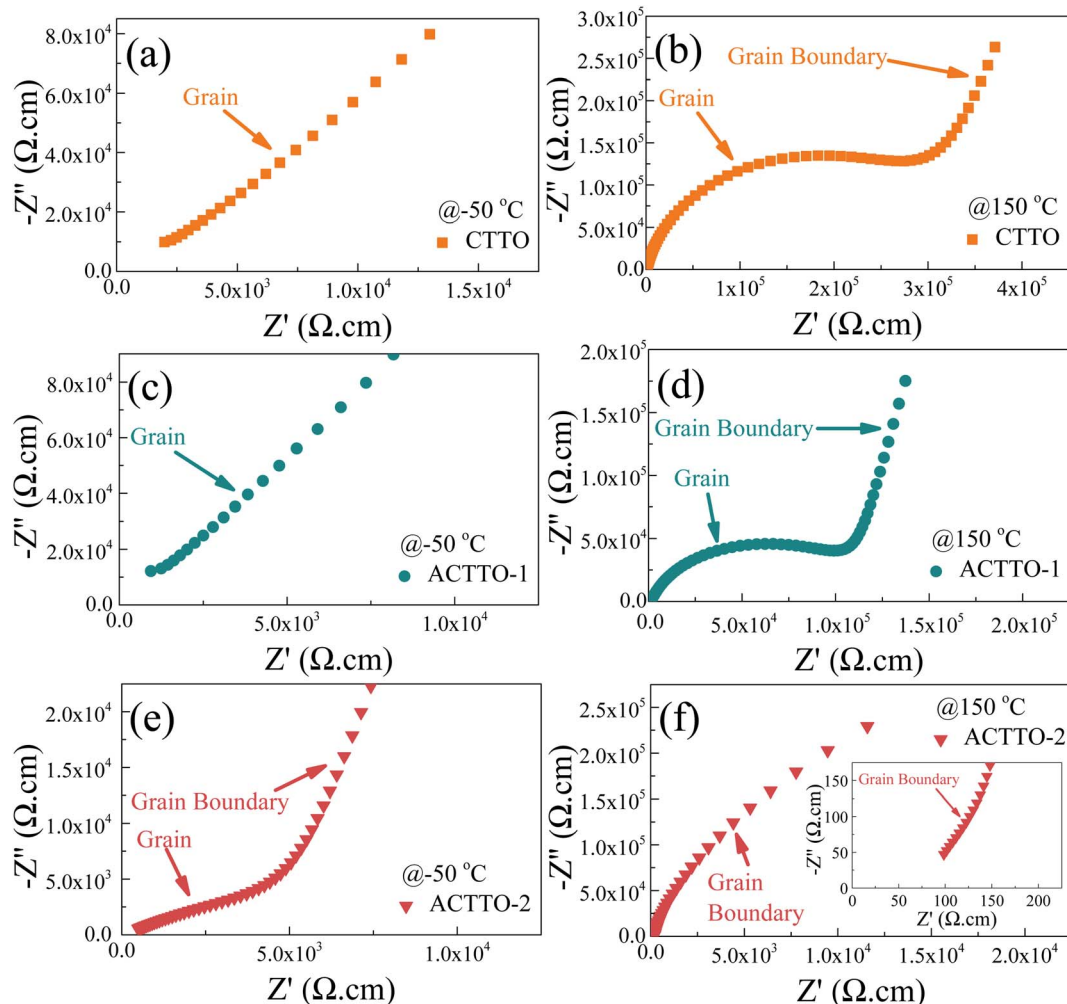 (a)
8.0x10⁴
6.0x10⁴
4.0x10⁴
2.0x10⁴
0.0
-Z" (Ω.cm)
Grain
@-50 °C
CTTO
0.0
5.0x10³
1.0x10⁴
1.5x10⁴
Z' (Ω.cm)
(b)
3.0x10⁵
2.5x10⁵
2.0x10⁵
1.5x10⁵
1.0x10⁵
5.0x10⁴
0.0
-Z" (Ω.cm)
Grain Boundary
Grain
@150 °C
CTTO
0.0
1x10⁵
2x10⁵
3x10⁵
4x10⁵
Z' (Ω.cm)
(c)
8.0x10⁴
6.0x10⁴
4.0x10⁴
2.0x10⁴
0.0
-Z" (Ω.cm)
Grain
@-50 °C
ACTTO-1
0.0
5.0x10³
1.0x10⁴
Z' (Ω.cm)
(d)
2.0x10⁵
1.5x10⁵
1.0x10⁵
5.0x10⁴
0.0
-Z" (Ω.cm)
Grain Boundary
Grain
@150 °C
ACTTO-1
0.0
5.0x10⁴
1.0x10⁵
1.5x10⁵
2.0x10⁵
Z' (Ω.cm)
(e)
2.0x10⁴
1.5x10⁴
1.0x10⁴
5.0x10³
0.0
-Z" (Ω.cm)
Grain Boundary
Grain
@-50 °C
ACTTO-2
0.0
5.0x10³
1.0x10⁴
Z' (Ω.cm)
(f)
2.5x10⁵
2.0x10⁵
1.5x10⁵
1.0x10⁵
5.0x10⁴
0.0
-Z" (Ω.cm)
@150 °C
ACTTO-2
Grain
Boundary
150
100
50
0
-Z" (Ω.cm)
Grain Boundary
0
50
100
150
200
Z' (Ω.cm)
0.0
5.0x10³
1.0x10⁴
1.5x10⁴
2.0x10⁴
Z' (Ω.cm)